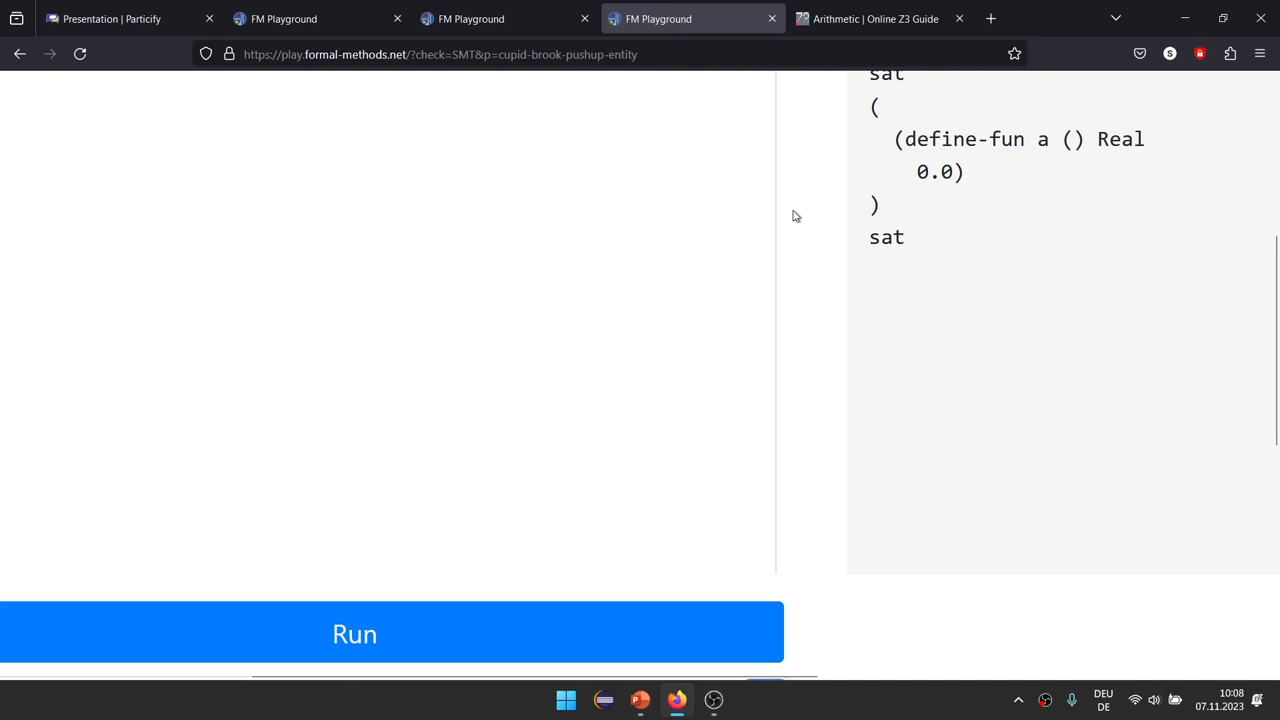 Presentation | Particify
FM Playground
FM Playground
FM Playground
Arithmetic | Online Z3 Guide
https://play.formal-methods.net/?check=SMT&p=cupid-brook-pushup-entity
sat
(
(define-fun a () Real
0.0)
)
sat
Run
DEU
DE
10:08
07.11.2023